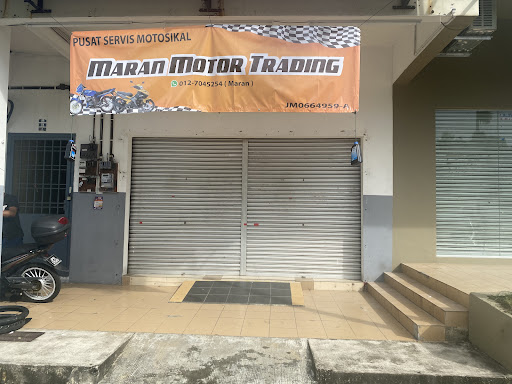 PUSAT SERVIS MOTOSIKAL
MARAN MOTOR TRADING
012-7045254 ( Maran )
JM0664959-A